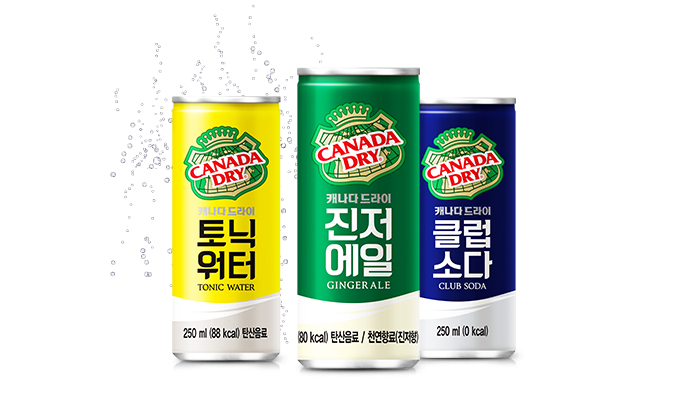 CANADA
DRY
캐나다 드라이
토닉
워터
TONIC WATER
250 ml (88 kcal) 탄산음료
CANADA
DRY
캐나다 드라이
진저
에일
GINGER ALE
80 kcal) 탄산음료 / 천연향료(진저향)
CANADA
DRY
캐나다 드라이
클럽
소다
CLUB SODA
250 ml (0 kcal)